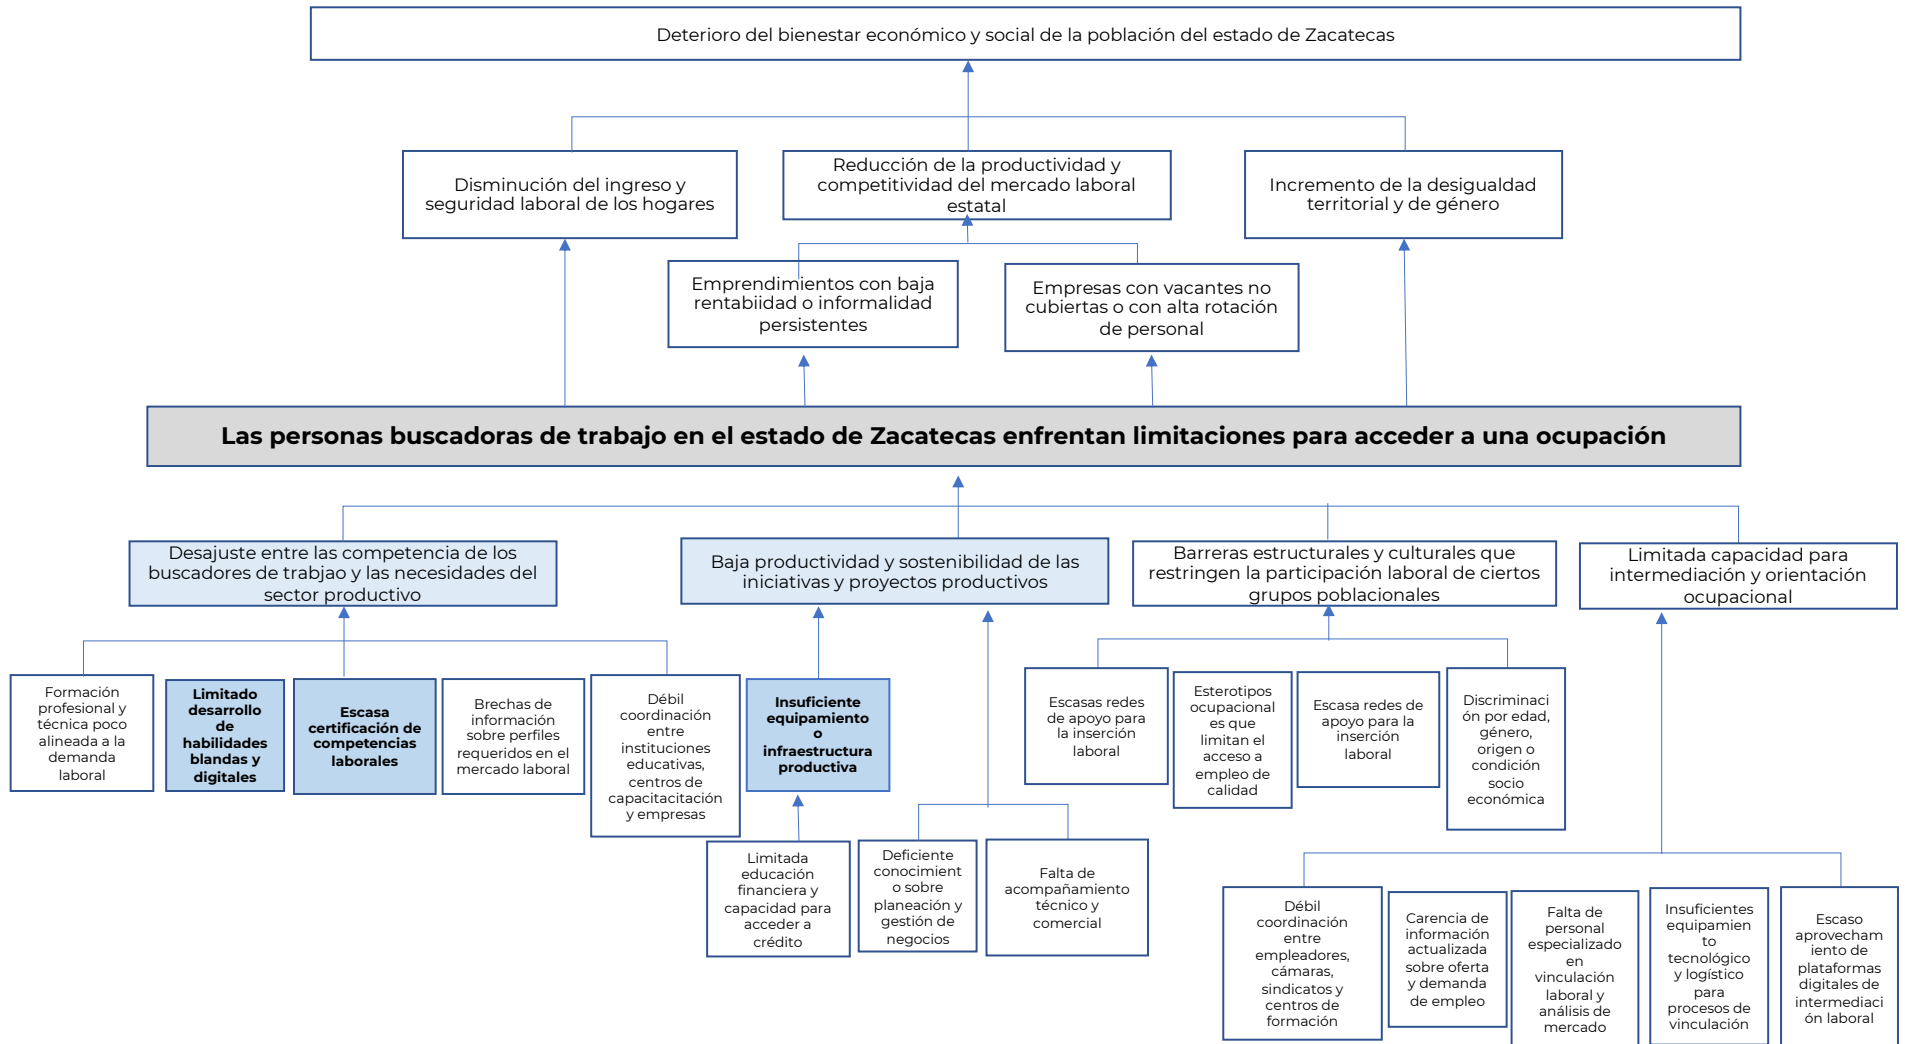 Deterioro del bienestar económico y social de la población del estado de Zacatecas
Disminución del ingreso y
seguridad laboral de los hogares
Reducción de la productividad y
competitividad del mercado laboral
estatal
Incremento de la desigualdad
territorial y de género
Emprendimientos con baja
rentabiidad o informalidad
persistentes
Empresas con vacantes no
cubiertas o con alta rotación
de personal
Las personas buscadoras de trabajo en el estado de Zacatecas enfrentan limitaciones para acceder a una ocupación
Desajuste entre las competencia de los
buscadores de trabjao y las necesidades del
sector productivo
Baja productividad y sostenibilidad de las
iniciativas y proyectos productivos
Barreras estructurales y culturales que
restringen la participación laboral de ciertos
grupos poblacionales
Limitada capacidad para
intermediación y orientación
ocupacional
Formación
profesional y
técnica poco
alineada a la
demanda
laboral
Limitado
desarrollo
de
habilidades
blandas y
digitales
Escasa
certificación de
competencias
laborales
Brechas de
información
sobre perfiles
requeridos en el
mercado laboral
Débil
coordinación
entre
instituciones
educativas,
centros de
capacitacitación
y empresas
Insuficiente
equipamiento
o
infraestructura
productiva
Escasas redes
de apoyo para
la inserción
laboral
Esterotipos
ocupacional
es que
limitan el
acceso a
empleo de
calidad
Escasa redes de
apoyo para la
inserción
laboral
Discriminaci
ón por edad,
género,
origen o
condición
socio
económica
Limitada
educación
financiera y
capacidad para
acceder a
crédito
Deficiente
conocimient
o sobre
planeación y
gestión de
negocios
Falta de
acompañamiento
técnico y
comercial
Débil
coordinación
entre
empleadores,
cámaras,
sindicatos y
centros de
formación
Carencia de
información
actualizada
sobre oferta
y demanda
de empleo
Falta de
personal
especializado
en
vinculación
laboral y
análisis de
mercado
Insuficientes
equipamien
to
tecnológico
y logístico
para
procesos de
vinculación
Escaso
aprovecham
iento de
plataformas
digitales de
intermediaci
ón laboral